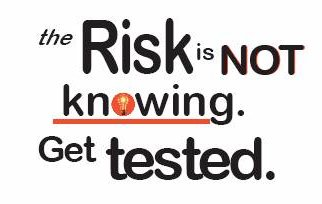 the Risk is NOT
knowing.
Get tested.